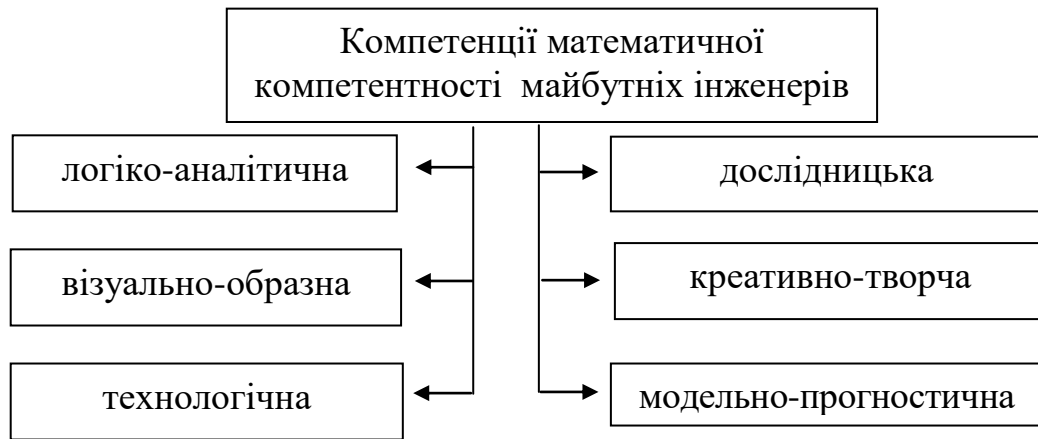 Компетенції математичної
компетентності майбутніх інженерів
логіко-аналітична
дослідницька
візуально-образна
креативно-творча
технологічна
модельно-прогностична